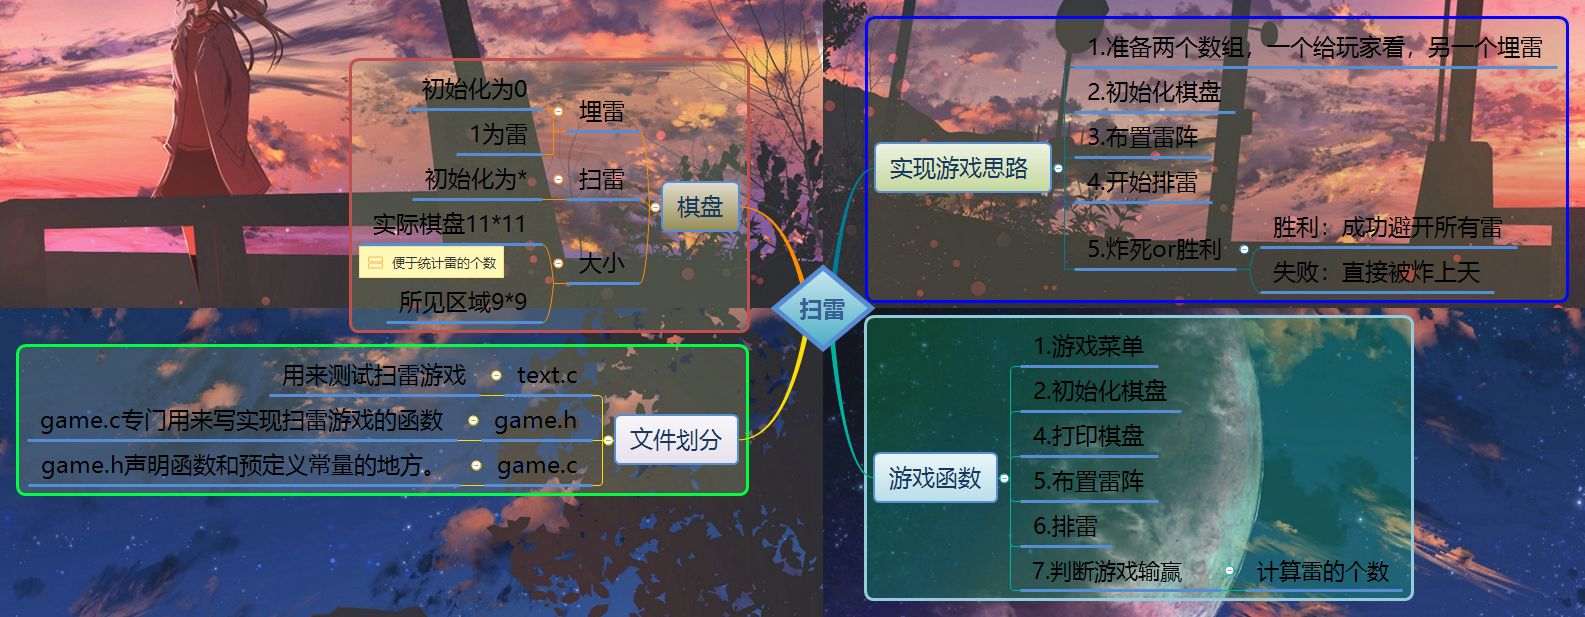 扫雷
棋盘
埋雷
初始化为0
1为雷
扫雷
初始化为*
大小
实际棋盘11*11
便于统计雷的个数
所见区域9*9
文件划分
text.c
用来测试扫雷游戏
game.h
game.c专门用来写实现扫雷游戏的函数
game.c
game.h声明函数和预定义常量的地方。
实现游戏思路
1.准备两个数组，一个给玩家看，另一个埋雷
2.初始化棋盘
3.布置雷阵
4.开始排雷
5.炸死or胜利
胜利：成功避开所有雷
失败：直接被炸上天
游戏函数
1.游戏菜单
2.初始化棋盘
4.打印棋盘
5.布置雷阵
6.排雷
7.判断游戏输赢
计算雷的个数